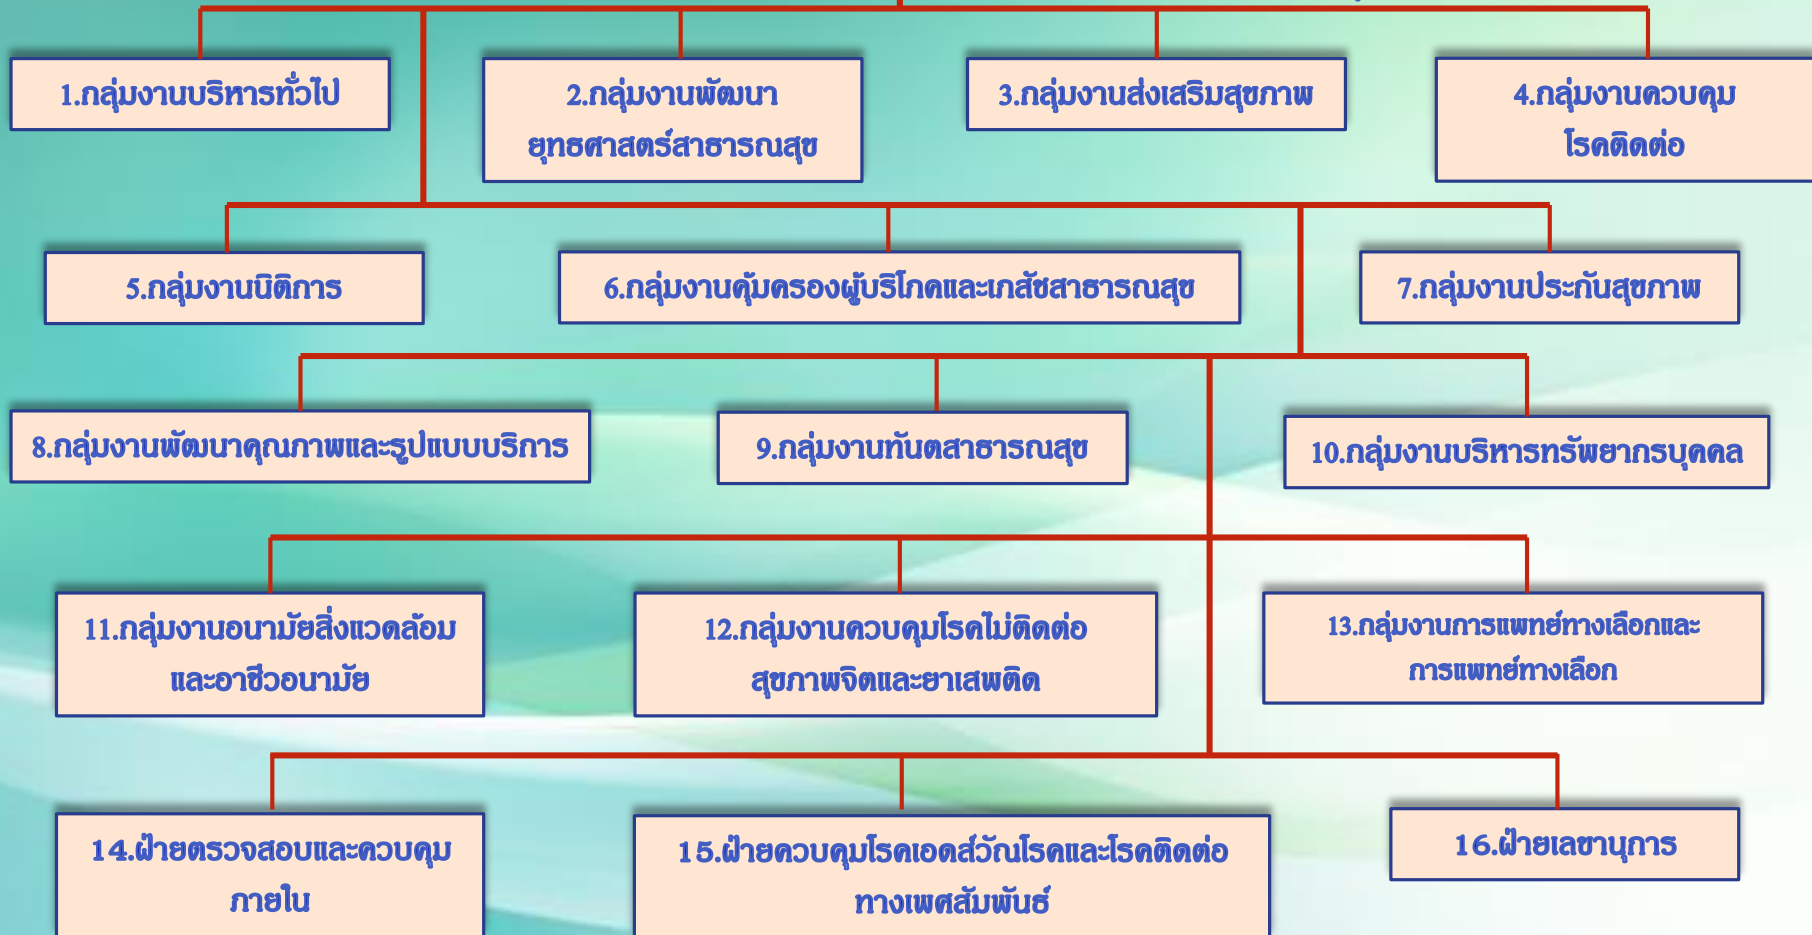 1.กลุ่มงานบริหารทั่วไป
2.กลุ่มงานพัฒนา
ยุทธศาสตร์สาธารณสุข
3.กลุ่มงานส่งเสริมสุขภาพ
4.กลุ่มงานควบคุม
โรคติดต่อ
5.กลุ่มงานนิติการ
6.กลุ่มงานคุ้มครองผู้บริโภคและเภสัชสาธารณสุข
7.กลุ่มงานประกันสุขภาพ
8.กลุ่มงานพัฒนาคุณภาพและรูปแบบบริการ
9.กลุ่มงานทันตสาธารณสุข
10.กลุ่มงานบริหารทรัพยากรบุคคล
11.กลุ่มงานอนามัยสิ่งแวดล้อม
และอาชีวอนามัย
12.กลุ่มงานควบคุมโรคไม่ติดต่อ
สุขภาพจิตและยาเสพติด
13.กลุ่มงานการแพทย์ทางเลือกและ
การแพทย์ทางเลือก
14.ฝ่ายตรวจสอบและควบคุม
ภายใน
15.ฝ่ายควบคุมโรคเอดส์วัณโรคและโรคติดต่อ
ทางเพศสัมพันธ์
16.ฝ่ายเลขานุการ